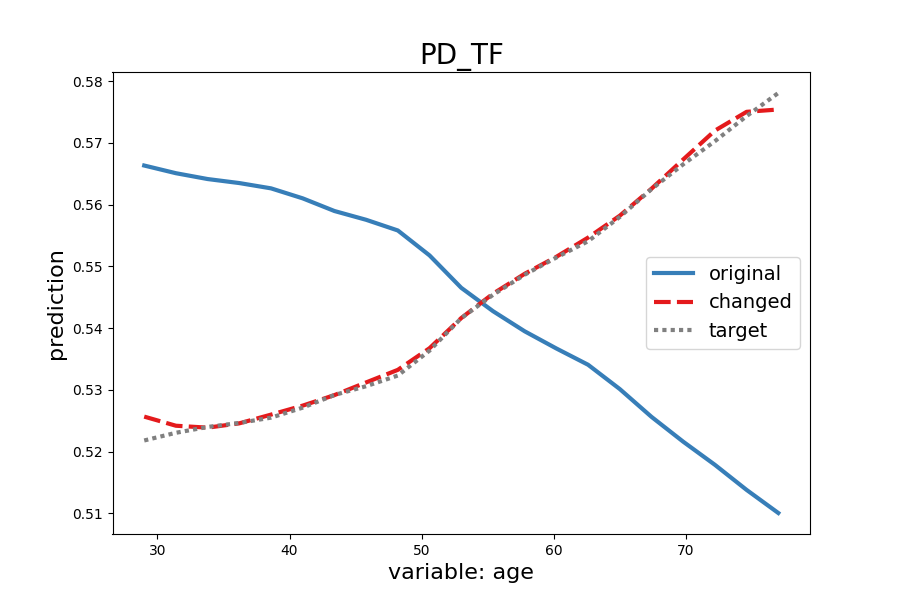 PD_TF
0.58
0.57
0.56
0.55
0.54
0.53
0.52
0.51
prediction
original
changed
target
30 40 50 60 70
variable: age